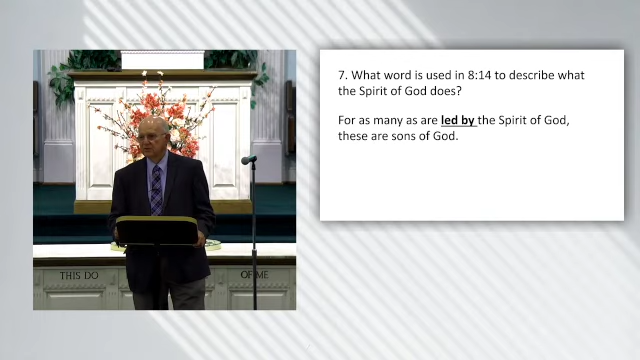 7. What word is used in 8:14 to describe what
the Spirit of God does?
For as many as are led by the Spirit of God,
these are sons of God.
THIS DO
OF ME